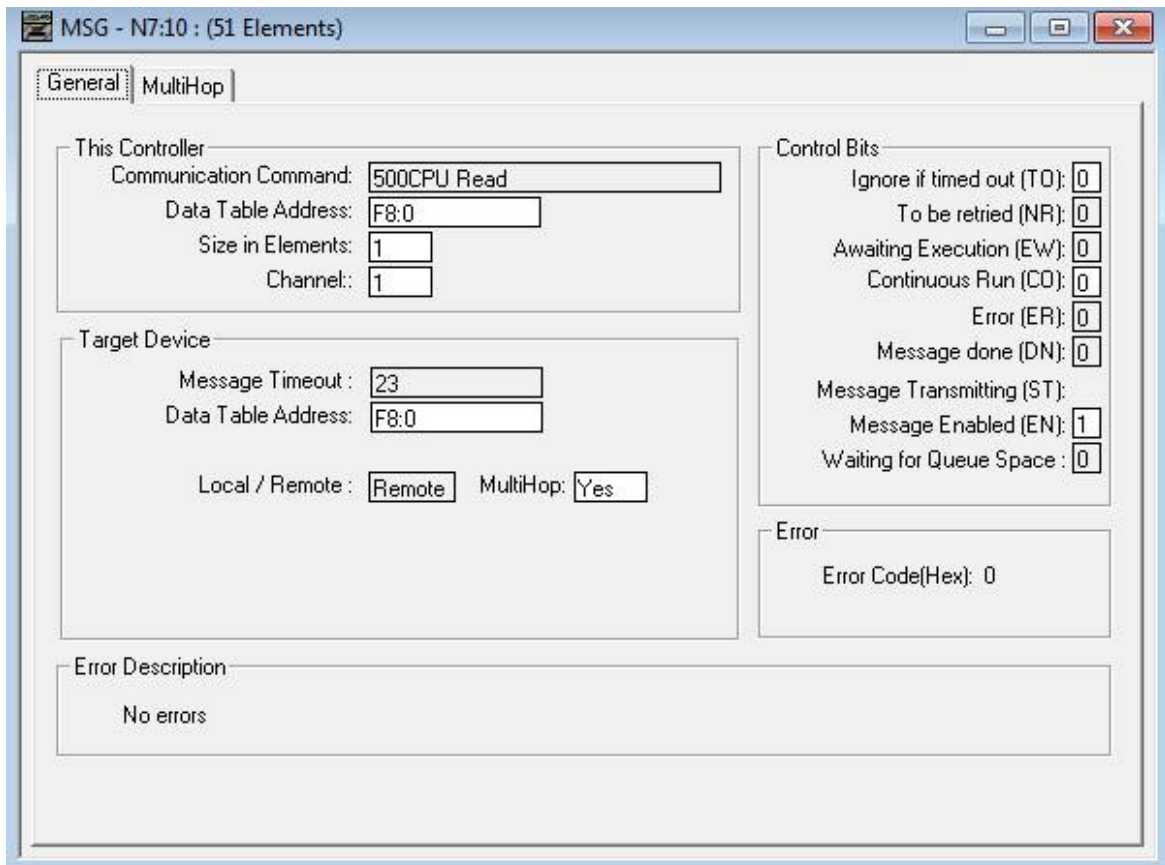 MSG - N7:10 : (51 Elements)
General MultiHop
This Controller
Communication Command: 500CPU Read
Data Table Address: F8:0
Size in Elements: 1
Channel:: 1
Target Device
Message Timeout : 23
Data Table Address: F8:0
Local / Remote : Remote MultiHop: Yes
Control Bits
Ignore if timed out (TO): 0
To be retried (NR): 0
Awaiting Execution (EW): 0
Continuous Run (CO): 0
Error (ER): 0
Message done (DN): 0
Message Transmitting (ST):
Message Enabled (EN): 1
Waiting for Queue Space : 0
Error
Error Code(Hex): 0
Error Description
No errors